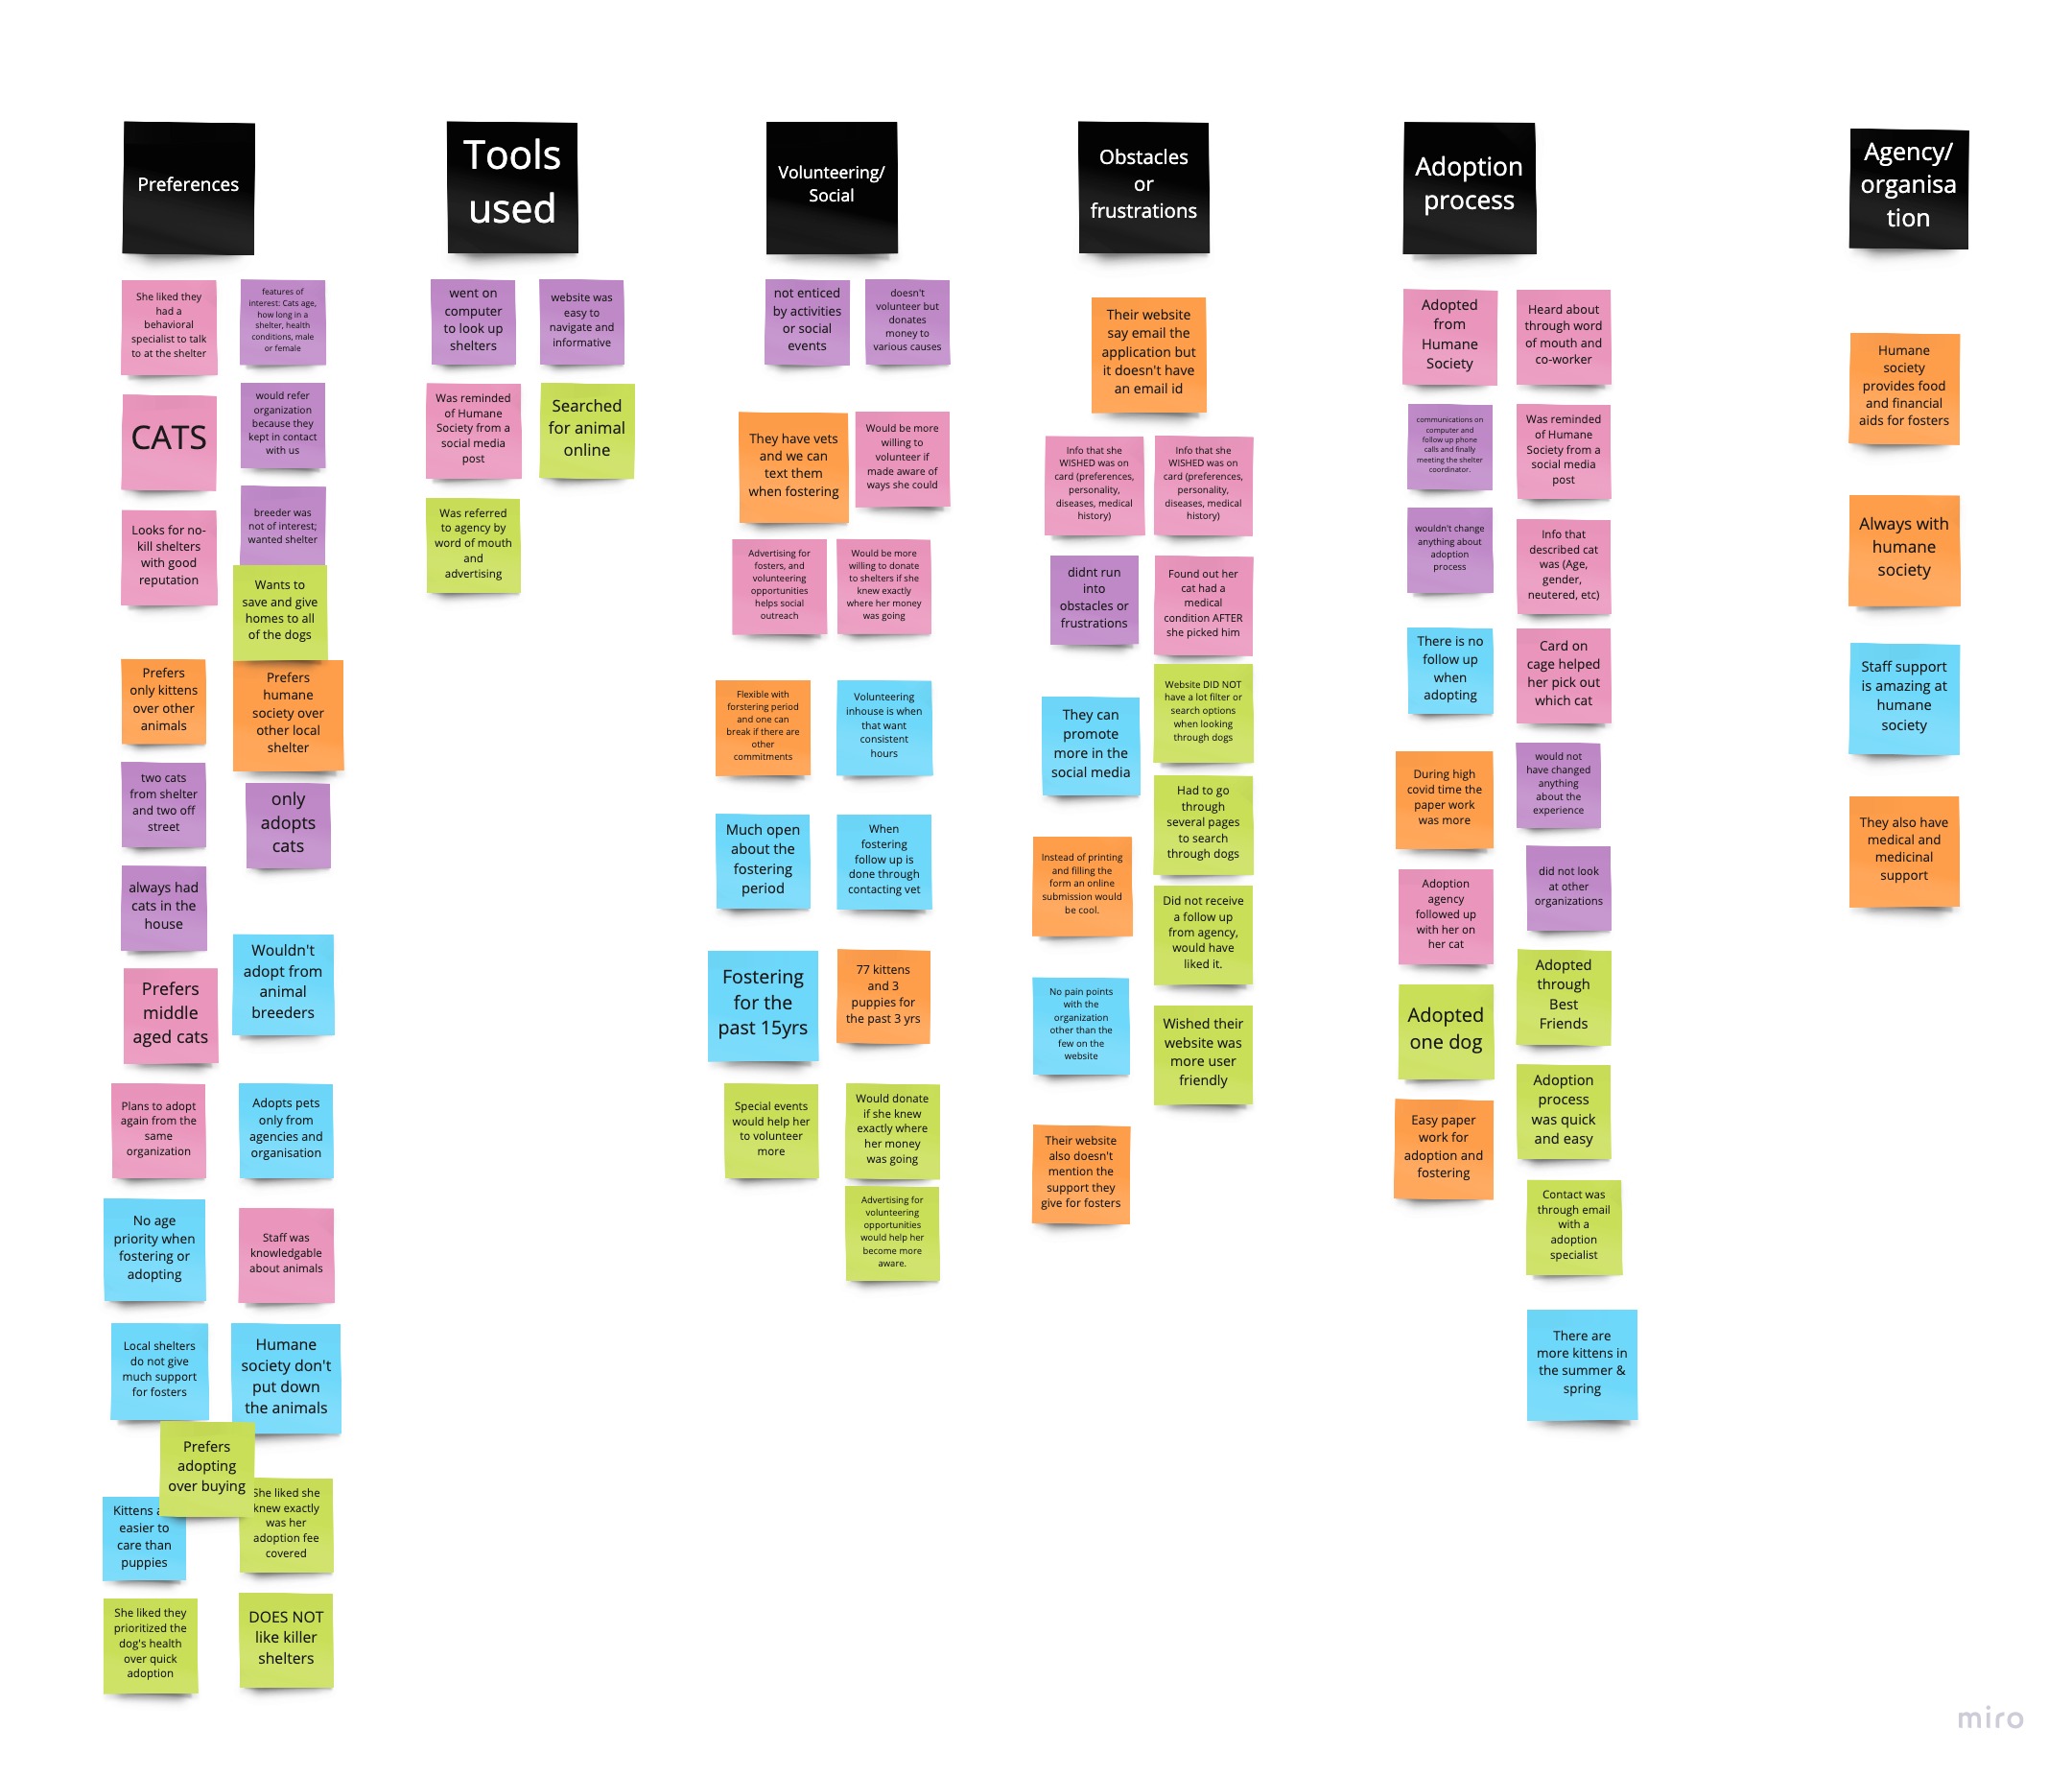 Preferences
She liked they
had a
behavioral
specialist to talk
to at the shelter
features of
interest: Cats age,
how long in a
shelter, health
conditions, male
or female
CATS
would refer
organization
because they
kept in contact
with us
Looks for no-
kill shelters
with good
reputation
breeder was
not of interest;
wanted shelter
Wants to
save and give
homes to all
of the dogs
Prefers
only kittens
over other
animals
Prefers
humane
society over
other local
shelter
two cats
from shelter
and two off
street
only
adopts
cats
always had
cats in the
house
Wouldn't
adopt from
animal
breeders
Prefers
middle
aged cats
Plans to adopt
again from the
same
organization
Adopts pets
only from
agencies and
organisation
No age
priority when
fostering or
adopting
Staff was
knowledgable
about animals
Local shelters
do not give
much support
for fosters
Humane
society don't
put down
the animals
Prefers
adopting
over buying
Kittens
easier to
care than
puppies
She liked she
knew exactly
was her
adoption fee
covered
She liked they
prioritized the
dog's health
over quick
adoption
DOES NOT
like killer
shelters
Tools
used
went on
computer
to look up
shelters
website was
easy to
navigate and
informative
Was reminded
of Humane
Society from a
social media
post
Searched
for animal
online
Was referred
to agency by
word of mouth
and
advertising
Volunteering/
Social
not enticed
by activities
or social
events
doesn't
volunteer but
donates
money to
various causes
They have vets
and we can
text them
when fostering
Would be more
willing to
volunteer if
made aware of
ways she could
Advertising for
fosters, and
volunteering
opportunities
helps social
outreach
Would be more
willing to donate
to shelters if she
knew exactly
where her money
was going
Flexible with
forstering period
and one can
break if there are
other
commitments
Volunteering
inhouse is when
that want
consistent
hours
Much open
about the
fostering
period
When
fostering
follow up is
done through
contacting vet
Fostering
for the
past 15yrs
77 kittens
and 3
puppies for
the past 3 yrs
Special events
would help her
to volunteer
more
Would donate
if she knew
exactly where
her money
was going
Advertising for
volunteering
opportunities
would help her
become more
aware.
Obstacles
or
frustrations
Their website
say email the
application but
it doesn't have
an email id
Info that she
WISHED was on
card (preferences,
personality,
diseases, medical
history)
Info that she
WISHED was on
card (preferences,
personality,
diseases, medical
history)
didnt run
into
obstacles or
frustrations
Found out her
cat had a
medical
condition AFTER
she picked him
Website DID NOT
have a lot filter or
search options
when looking
through dogs
They can
promote
more in the
social media
Had to go
through
several pages
to search
through dogs
Instead of printing
and filling the
form an online
submission would
be cool.
Did not receive
a follow up
from agency,
would have
liked it.
No pain points
with the
organization
other than the
few on the
website
Wished their
website was
more user
friendly
Their website
also doesn't
mention the
support they
give for fosters
Adoption
process
Adopted
from
Humane
Society
Heard about
through word
of mouth and
co-worker
communications on
computer and
follow up phone
calls and finally
meeting the shelter
coordinator.
Was reminded
of Humane
Society from a
social media
post
wouldn't change
anything about
adoption
process
Info that
described cat
was (Age,
gender,
neutered, etc)
There is no
follow up
when
adopting
Card on
cage helped
her pick out
which cat
During high
covid time the
paper work
was more
would not
have changed
anything
about the
experience
Adoption
agency
followed up
with her on
her cat
did not look
at other
organizations
Adopted
one dog
Adopted
through
Best
Friends
Easy paper
work for
adoption and
fostering
Adoption
process
was quick
and easy
Contact was
through email
with a
adoption
specialist
There are
more kittens in
the summer &
spring
Agency/
organisa
tion
Humane
society
provides food
and financial
aids for fosters
Always with
humane
society
Staff support
is amazing at
humane
society
They also have
medical and
medicinal
support
miro